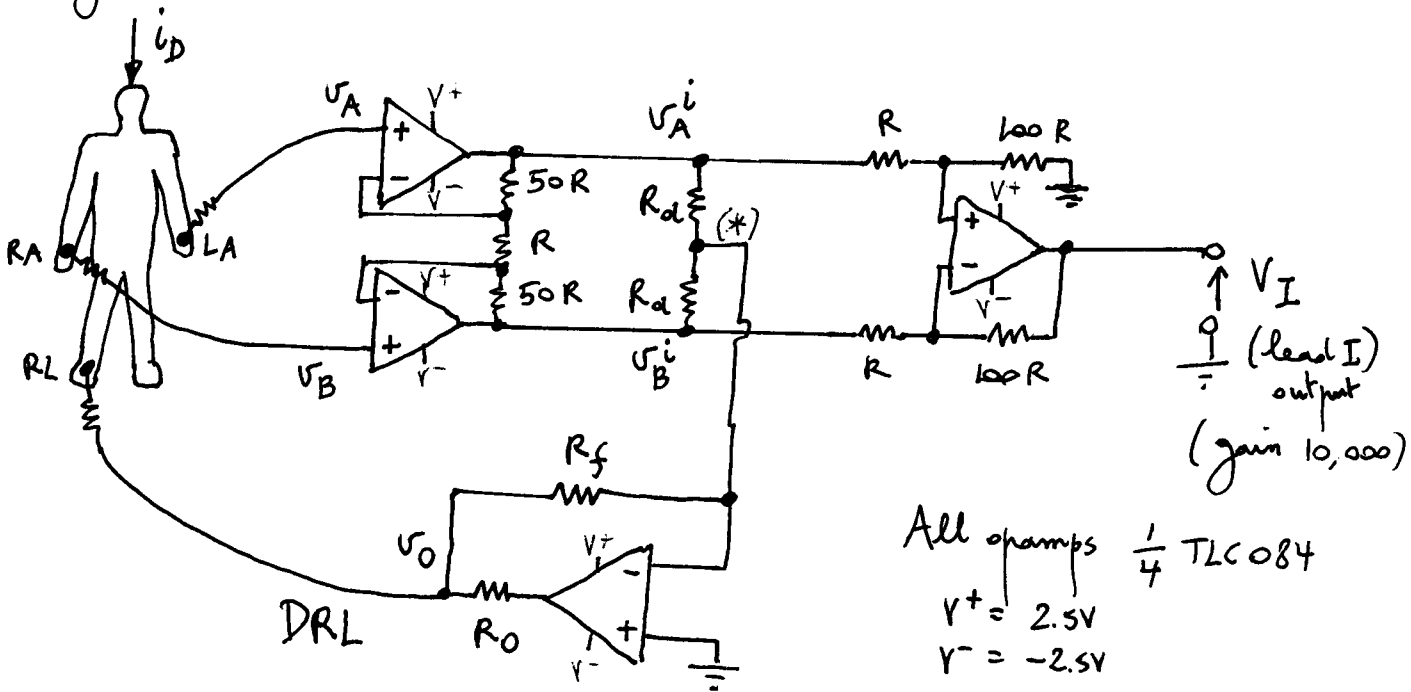 i_D
v_A
V+
V-
50R
R
50R
V+
V-
v_B
RA
LA
RL
v_A^i
R_d
(*)
R_d
v_B^i
R
100R
V+
V-
R
100R
V_I
(lead I)
output
(gain 10,000)
R_f
v_O
V+
V-
R_O
DRL
All opamps 1/4 TLC084
V+ = 2.5V
V- = -2.5V